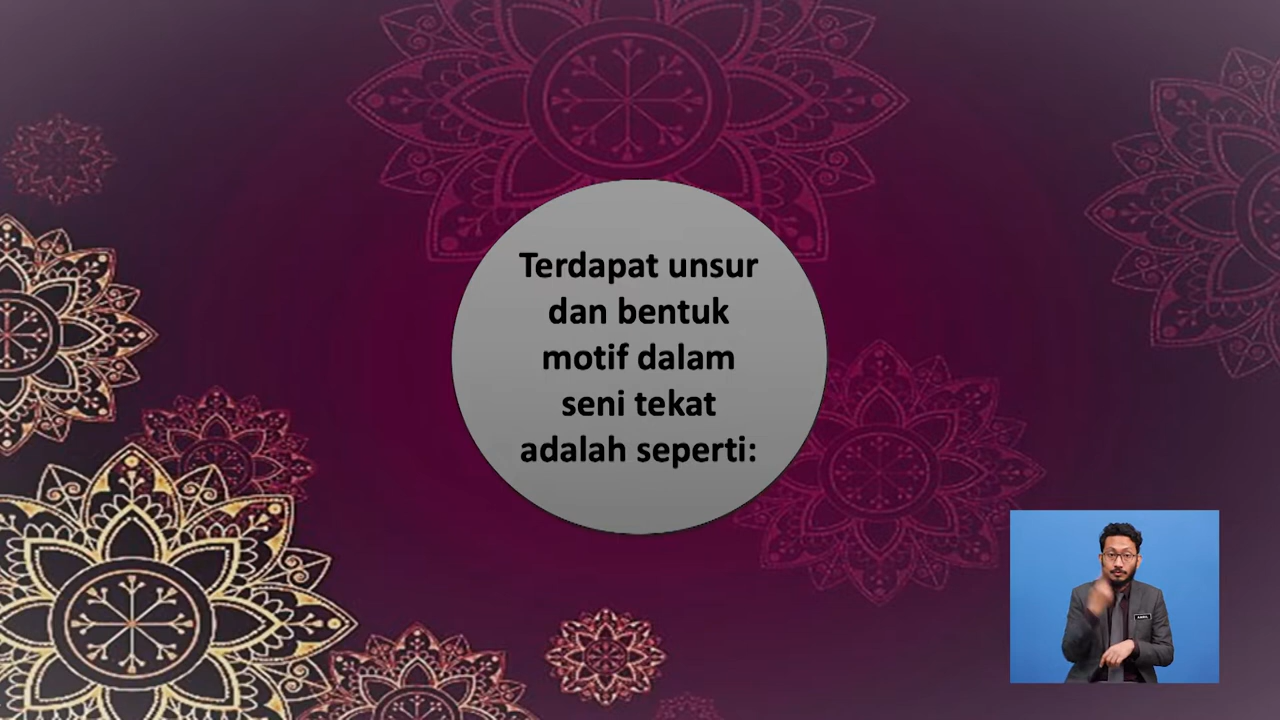 Terdapat unsur
dan bentuk
motif dalam
seni tekat
adalah seperti: